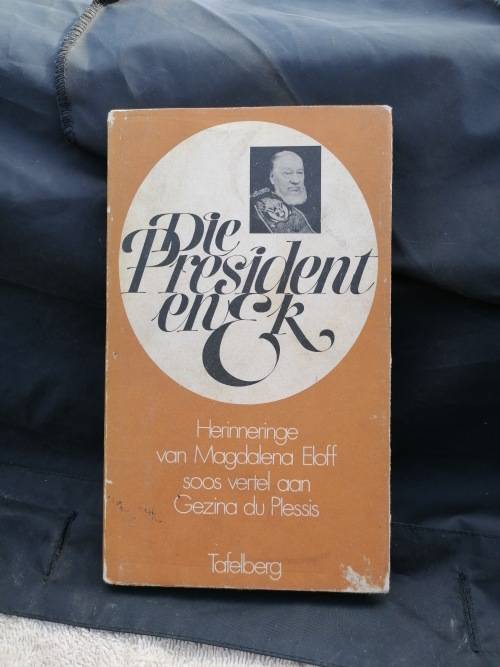 Die
President
en Ek
Herinneringe
van Magdalena Eloff
soos vertel aan
Gezina du Plessis
Tafelberg